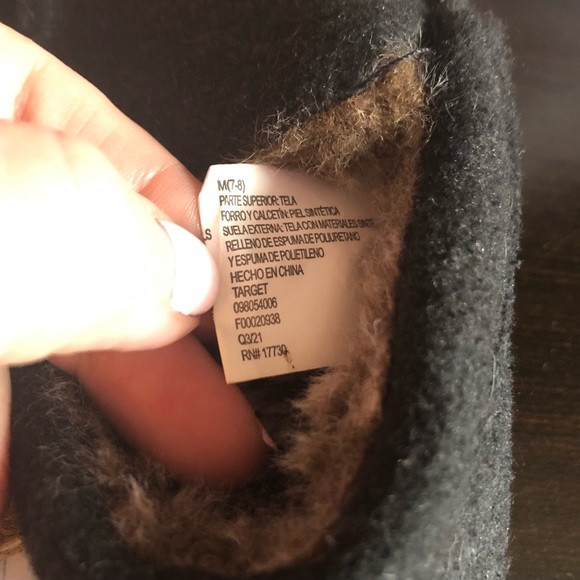 M(7-8)
PARTE SUPERIOR: TELA
FORRO Y CALCETÍN: PIEL SINTÉTICA
SUELA EXTERNA: TELA CON MATERIALES
RELLENO DE ESPUMA DE POLIURETANO
Y ESPUMA DE POLIETILENO
HECHO EN CHINA
TARGET
098054006
F00020938
Q3/21
RN# 17730